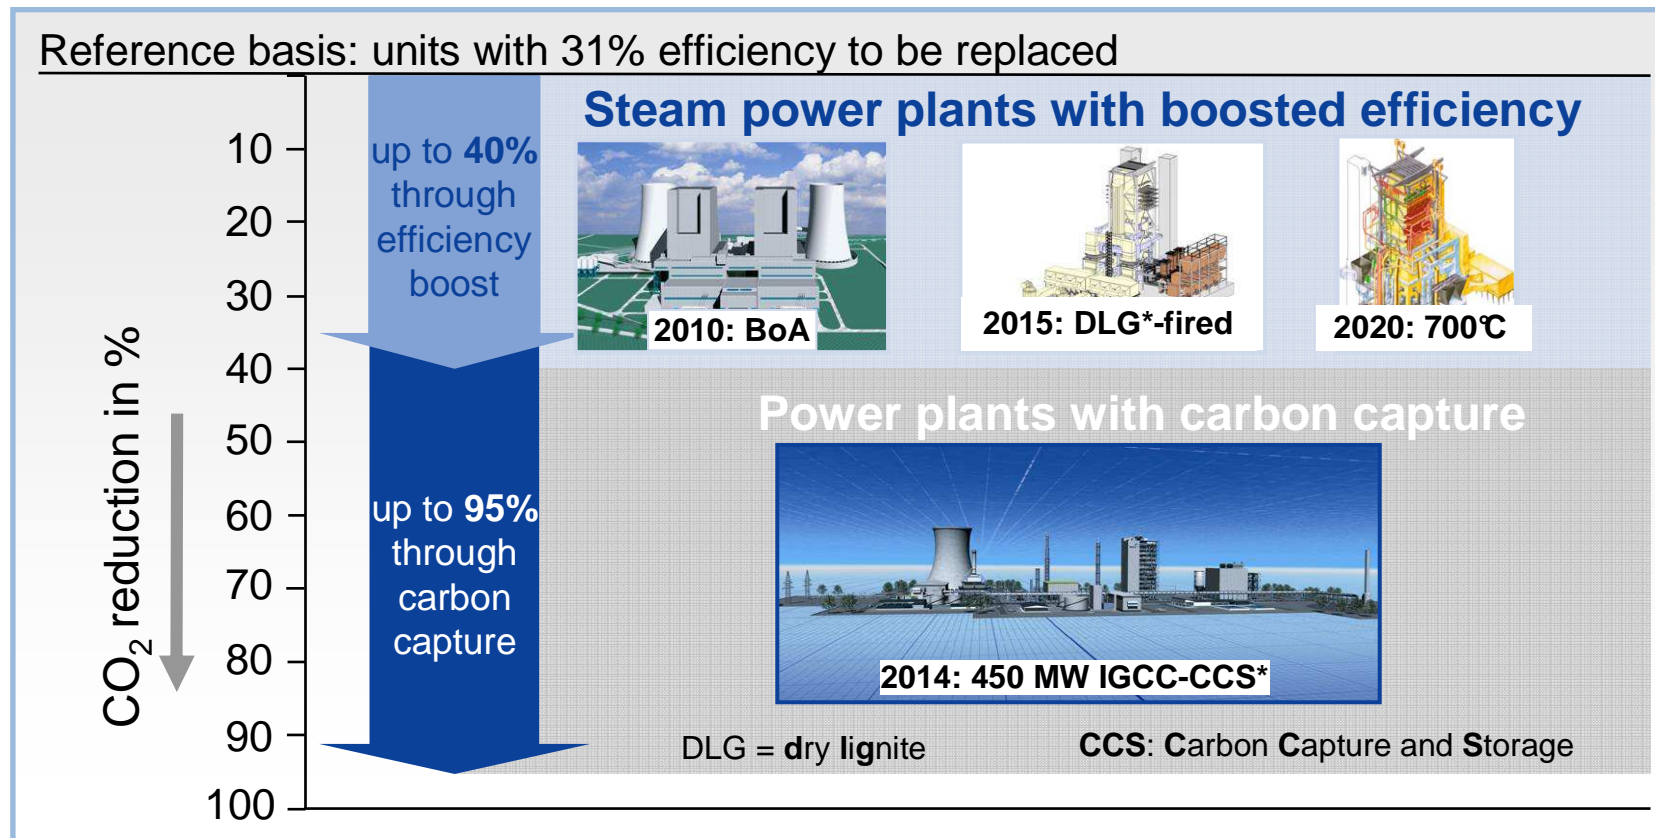 Reference basis: units with 31% efficiency to be replaced
Steam power plants with boosted efficiency
10
20
30
40
50
60
70
80
90
100
CO2 reduction in %
up to 40%
through
efficiency
boost
2010: BoA
2015: DLG*-fired
2020: 700°C
Power plants with carbon capture
up to 95%
through
carbon
capture
2014: 450 MW IGCC-CCS*
DLG = dry lignite
CCS: Carbon Capture and Storage